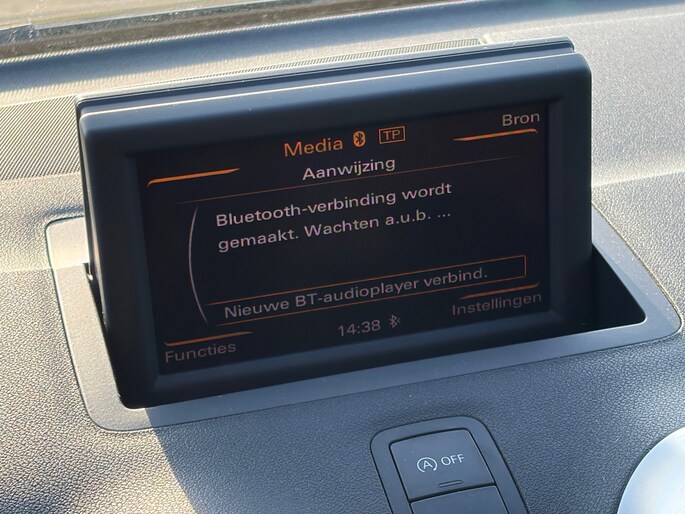 Bron
Media TP
Aanwijzing
Bluetooth-verbinding wordt
gemaakt. Wachten a.u.b. ...
Nieuwe BT-audioplayer verbind.
Instellingen
14:38
Functies
A OFF